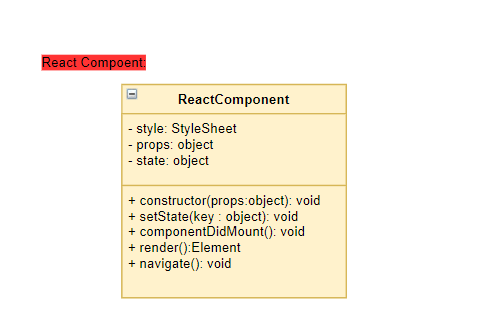 React Compoent:
ReactComponent
- style: StyleSheet
- props: object
- state: object
+ constructor(props:object): void
+ setState(key : object): void
+ componentDidMount(): void
+ render():Element
+ navigate(): void